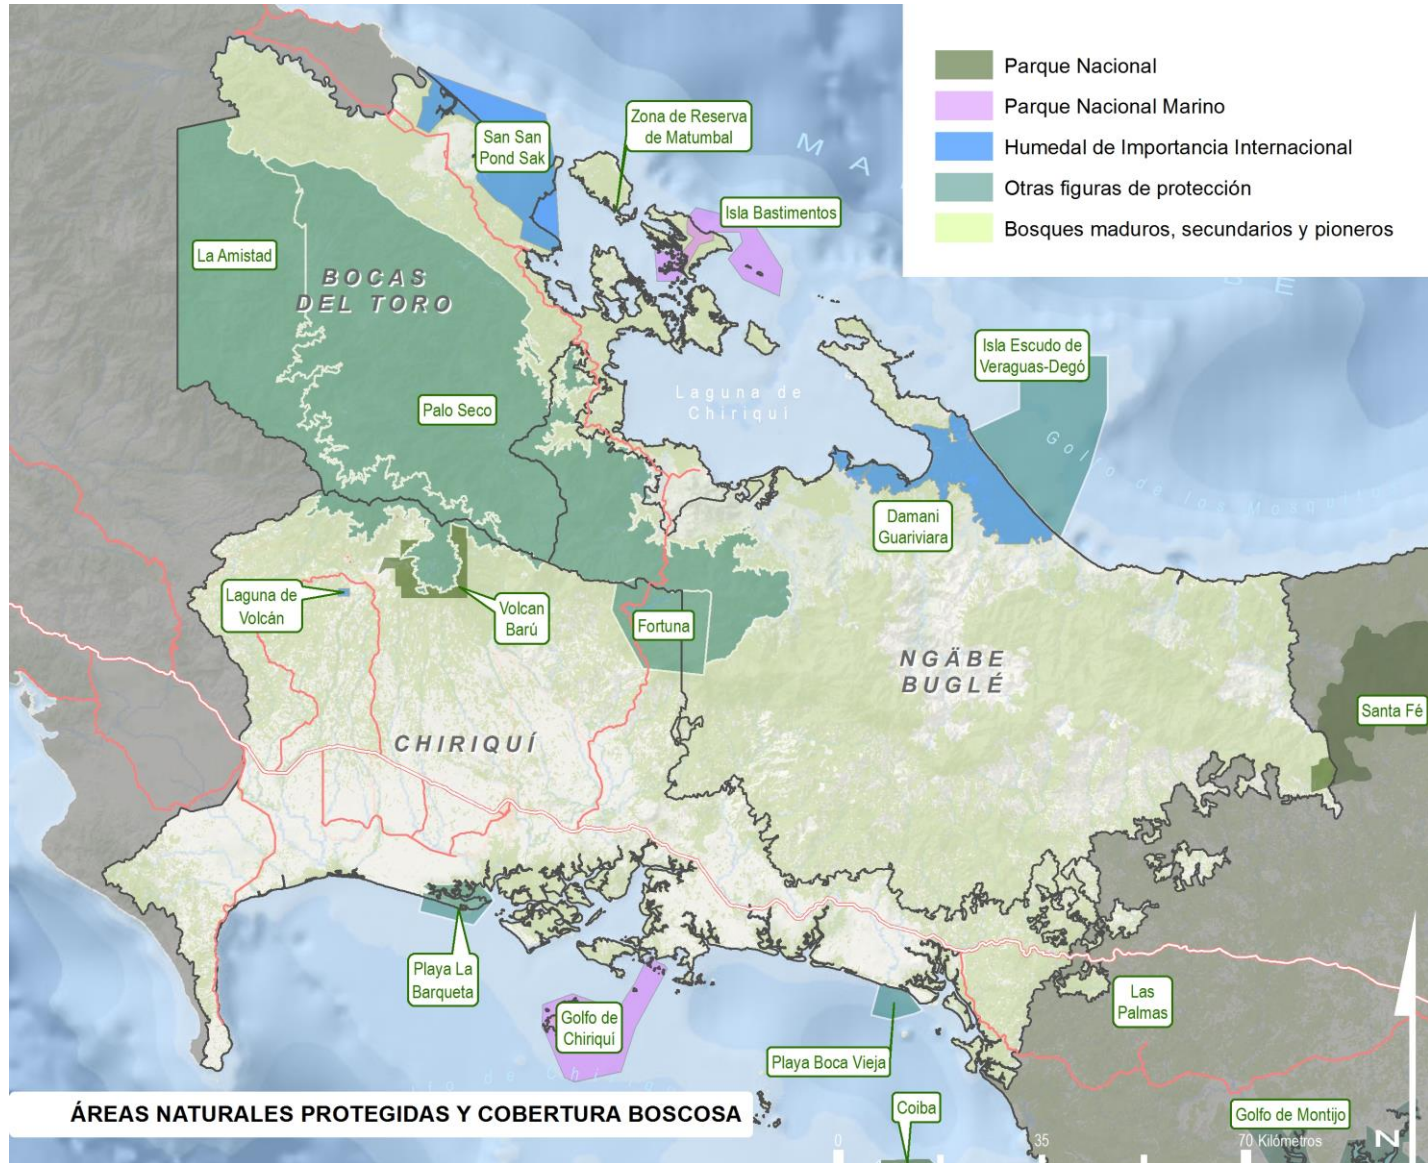 Parque Nacional
Parque Nacional Marino
Humedal de Importancia Internacional
Otras figuras de protección
Bosques maduros, secundarios y pioneros
San San
Pond Sak
Zona de Reserva
de Matumbal
Isla Bastimentos
La Amistad
BOCAS
DEL TORO
Isla Escudo de
Veraguas-Degó
Laguna de
Chiriquí
Palo Seco
Golfo de los Mosqui
Damani
Guariviara
Laguna de
Volcán
Volcan
Barú
Fortuna
NGÄBE
BUGLÉ
Santa Fé
CHIRIQUÍ
Playa La
Barqueta
Golfo de
Chiriquí
Las
Palmas
Playa Boca Vieja
Coiba
Golfo de Montijo
ÁREAS NATURALES PROTEGIDAS Y COBERTURA BOSCOSA
0 35 70 Kilómetros
N